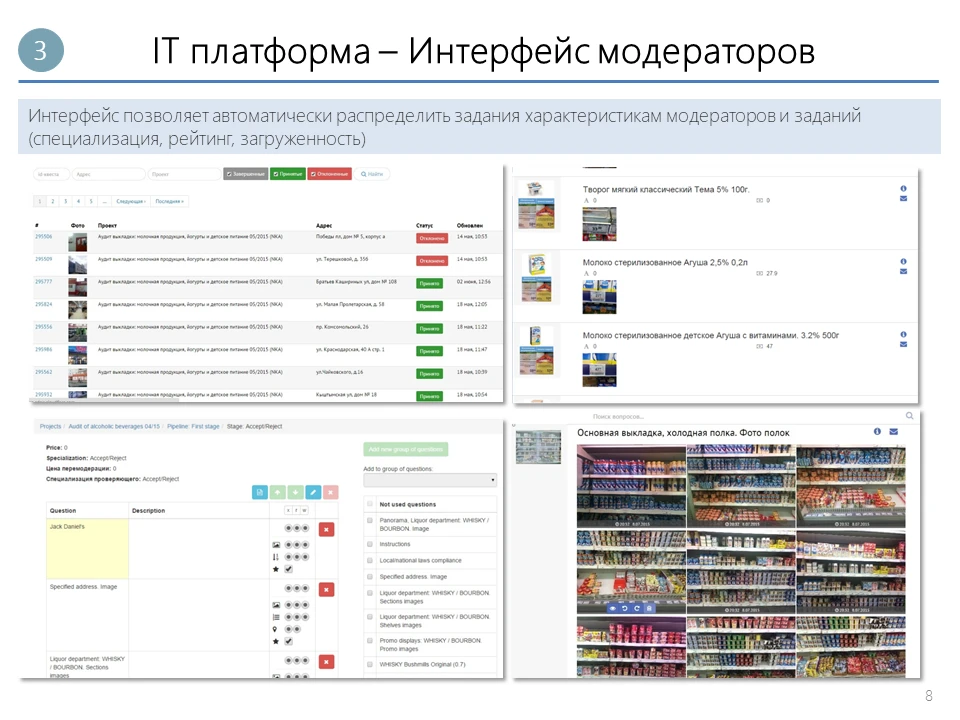 3
IT платформа – Интерфейс модераторов
Интерфейс позволяет автоматически распределить задания характеристикам модераторов и заданий
(специализация, рейтинг, загруженность)
ID квеста Адрес Проект Завершенные Принятые Отклоненные Найти
1 2 3 4 5 ... Следующая › Последняя »
# Фото Проект Адрес Статус Обновлен
295506 Аудит выкладки: молочная продукция, йогурты и детское питание 05/2015 (NKA) Победы пл, дом № 5, корпус а Отклонено 14 мая, 10:53
295509 Аудит выкладки: молочная продукция, йогурты и детское питание 05/2015 (NKA) ул. Терешковой, д. 356 Отклонено 14 мая, 10:53
295777 Аудит выкладки: молочная продукция, йогурты и детское питание 05/2015 (NKA) Братьев Кашириных ул, дом № 108 Принято 02 июня, 12:56
295824 Аудит выкладки: молочная продукция, йогурты и детское питание 05/2015 (NKA) ул. Малая Пролетарская, д. 58 Принято 18 мая, 12:05
295556 Аудит выкладки: молочная продукция, йогурты и детское питание 05/2015 (NKA) пр. Комсомольский, 26 Принято 18 мая, 11:22
295986 Аудит выкладки: молочная продукция, йогурты и детское питание 05/2015 (NKA) ул. Краснодарская, 40 А стр. 1 Принято 18 мая, 11:47
295562 Аудит выкладки: молочная продукция, йогурты и детское питание 05/2015 (NKA) ул.Чайковского, д.16 Принято 18 мая, 10:39
295932 Аудит выкладки: молочная продукция, йогурты и детское питание 05/2015 (NKA) Кыштымская ул, дом № 18 Принято 18 мая, 10:54
Творог мягкий классический Тема 5% 100г.
0 0
Молоко стерилизованное Агуша 2,5% 0,2л
0 27.9
Молоко стерилизованное детское Агуша с витаминами. 3.2% 500г
0 47
Projects / Audit of alcoholic beverages 04/15 / Pipeline: First stage / Stage: Accept/Reject
Price: 0
Specialization: Accept/Reject
Цена перемодерации: 0
Специализация проверяющего: Accept/Reject
Question Description
Jack Daniel's
Specified address. Image
Liquor department: WHISKY
/ BOURBON. Sections
images
Add new group of questions
Add to group of questions:
Not used questions
Panorama, Liquor department: WHISKY /
BOURBON. Image
Instructions
Local/national laws compliance
Specified address. Image
Liquor department: WHISKY / BOURBON.
Sections images
Liquor department: WHISKY / BOURBON.
Shelves images
Promo displays: WHISKY / BOURBON.
Promo images
WHISKY Bushmills Original (0.7)
Поиск вопросов...
Основная выкладка, холодная полка. Фото полок
8